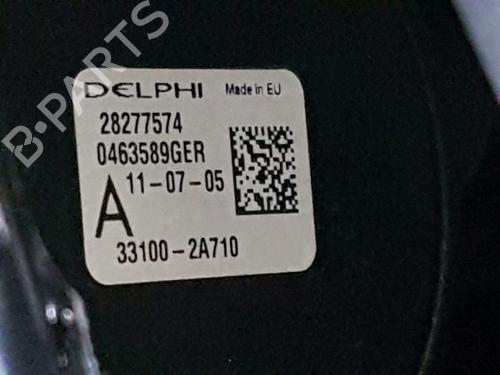 B-PARTS
DELPHI Made in EU
28277574
0463589GER
A 11-07-05
33100-2A710